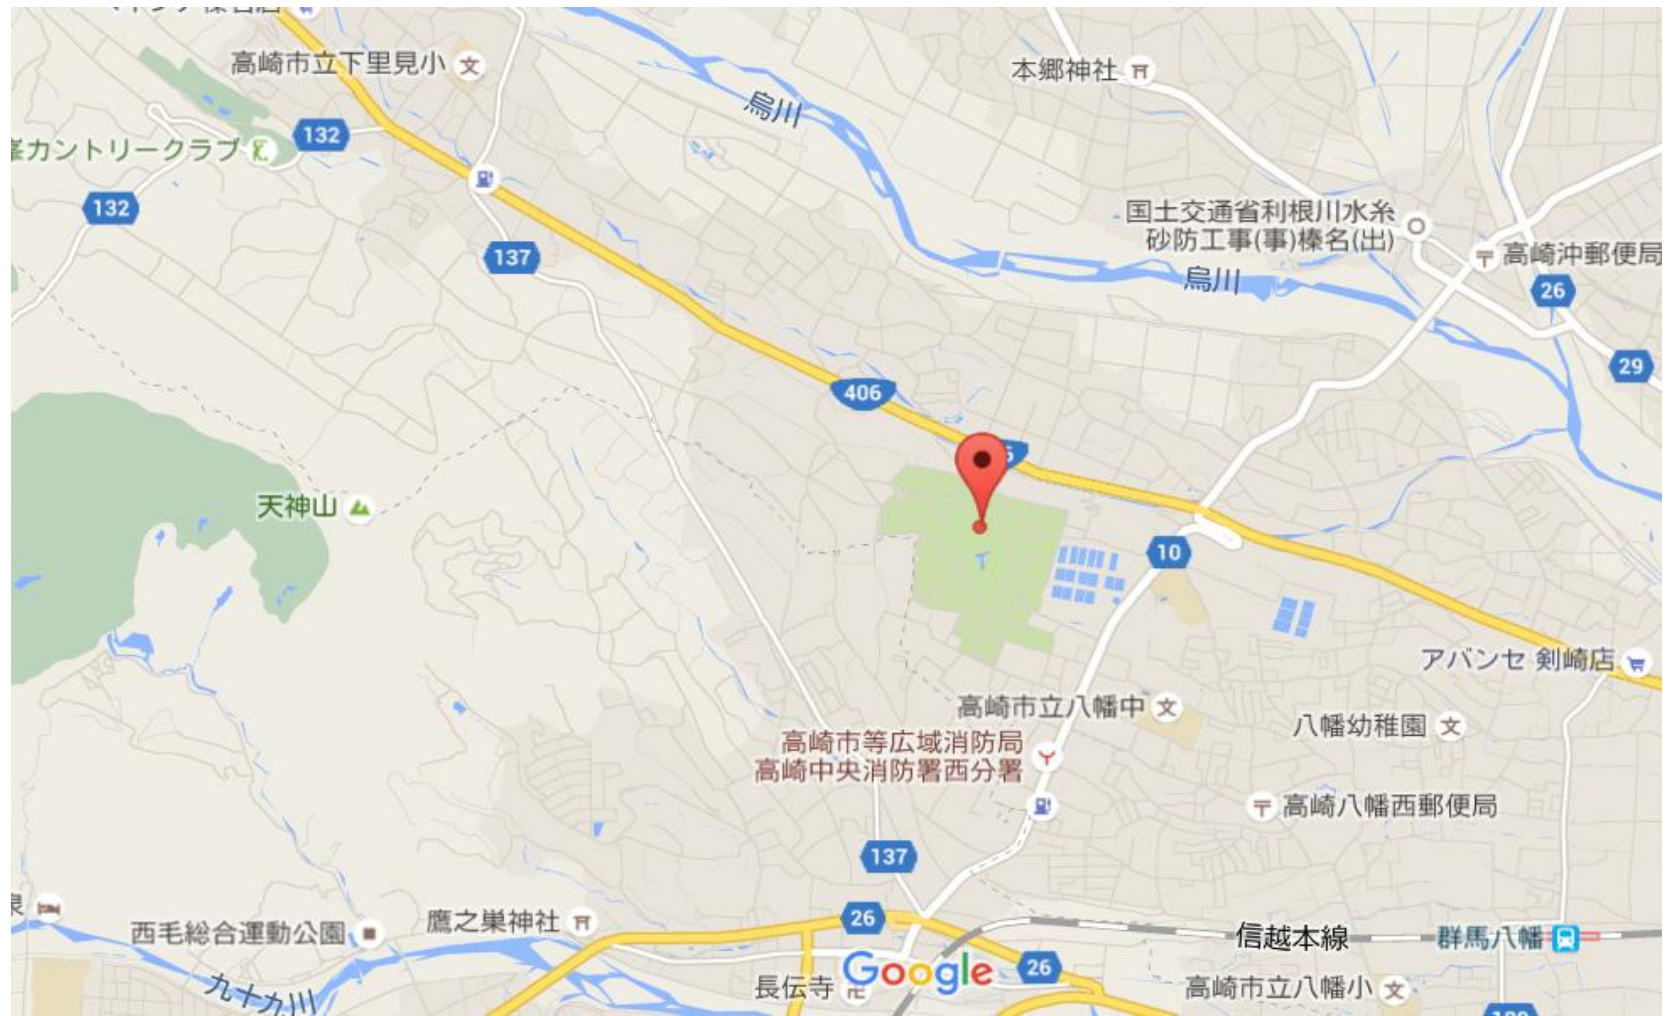 高崎市立下里見小
本郷神社
烏川
132
峯カントリークラブ
132
国土交通省利根川水系
砂防工事(事)榛名(出)
高崎沖郵便局
137
烏川
26
29
406
天神山
10
アバンセ 剣崎店
高崎市立八幡中
八幡幼稚園
高崎市等広域消防局
高崎中央消防署西分署
高崎八幡西郵便局
137
泉
26
鷹之巣神社
西毛総合運動公園
信越本線
群馬八幡
26
Google
長伝寺
高崎市立八幡小
九十九川